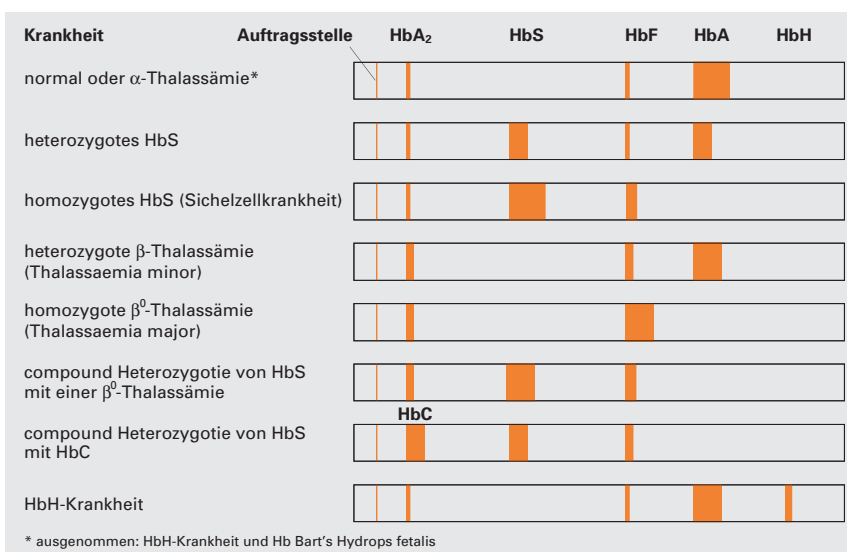 Krankheit Auftragsstelle HbA₂ HbS HbF HbA HbH
normal oder α-Thalassämie*
heterozygotes HbS
homozygotes HbS (Sichelzellkrankheit)
heterozygote β-Thalassämie
(Thalassaemia minor)
homozygote β⁰-Thalassämie
(Thalassaemia major)
compound Heterozygotie von HbS
mit einer β⁰-Thalassämie
HbC
compound Heterozygotie von HbS
mit HbC
HbH-Krankheit
* ausgenommen: HbH-Krankheit und Hb Bart's Hydrops fetalis